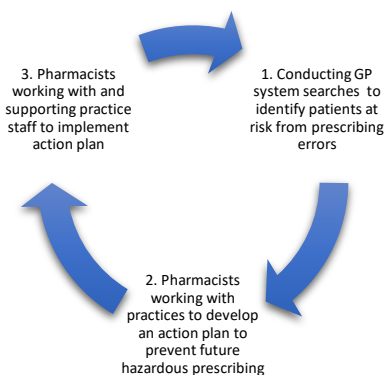 1. Conducting GP
system searches to
identify patients at
risk from prescribing
errors
2. Pharmacists
working with
practices to develop
an action plan to
prevent future
hazardous prescribing
3. Pharmacists
working with and
supporting practice
staff to implement
action plan